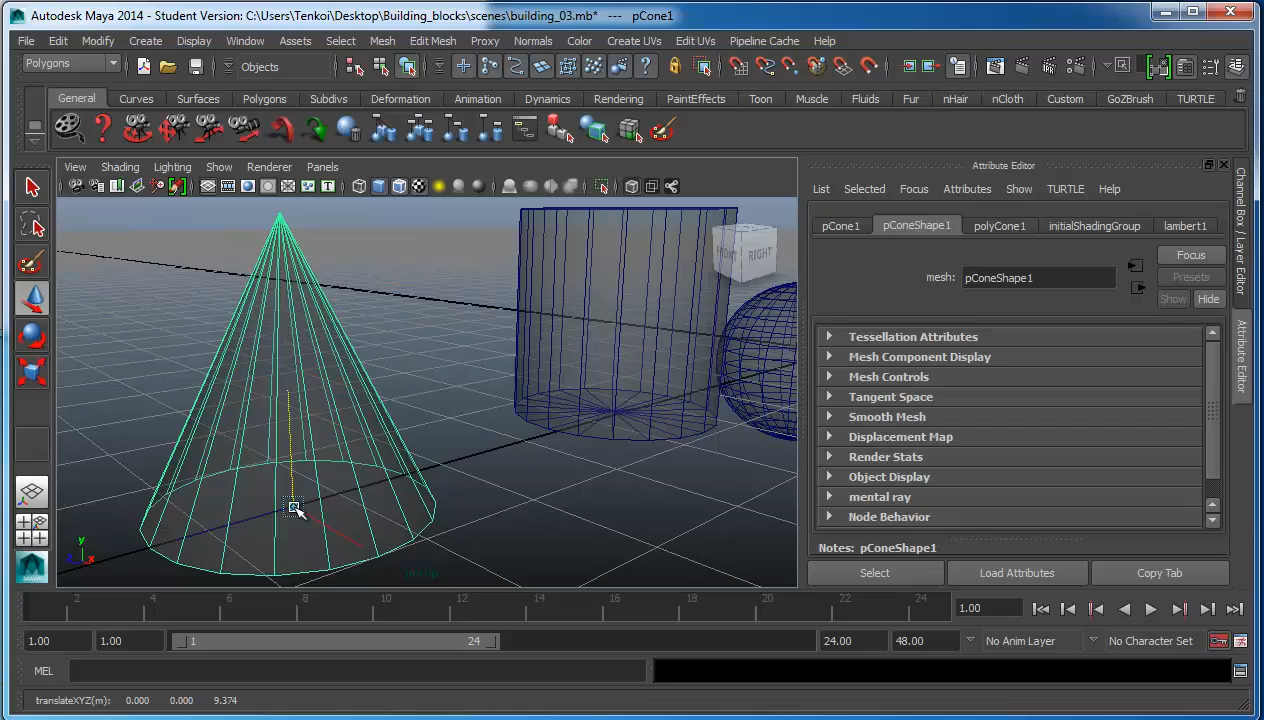 Autodesk Maya 2014 - Student Version: C:\Users\Tenkoi\Desktop\Building_blocks\scenes\building_03.mb*   ---   pCone1
File Edit Modify Create Display Window Assets Select Mesh Edit Mesh Proxy Normals Color Create UVs Edit UVs Pipeline Cache Help
Polygons Objects
General Curves Surfaces Polygons Subdivs Deformation Animation Dynamics Rendering PaintEffects Toon Muscle Fluids Fur nHair nCloth Custom GoZBrush TURTLE
View Shading Lighting Show Renderer Panels
Attribute Editor
List Selected Focus Attributes Show TURTLE Help
pCone1 pConeShape1 polyCone1 initialShadingGroup lambert1
FRONT RIGHT
Focus
mesh: pConeShape1
Presets
Show Hide
Channel Box / Layer Editor
Attribute Editor
Tessellation Attributes
Mesh Component Display
Mesh Controls
Tangent Space
Smooth Mesh
Displacement Map
Render Stats
Object Display
mental ray
Node Behavior
Notes: pConeShape1
y
z x
persp
Select Load Attributes Copy Tab
2 4 6 8 10 12 14 16 18 20 22 24
1.00
1.00 1.00 1 24 24.00 48.00 No Anim Layer No Character Set
MEL
translateXYZ(m): 0.000 0.000 9.374